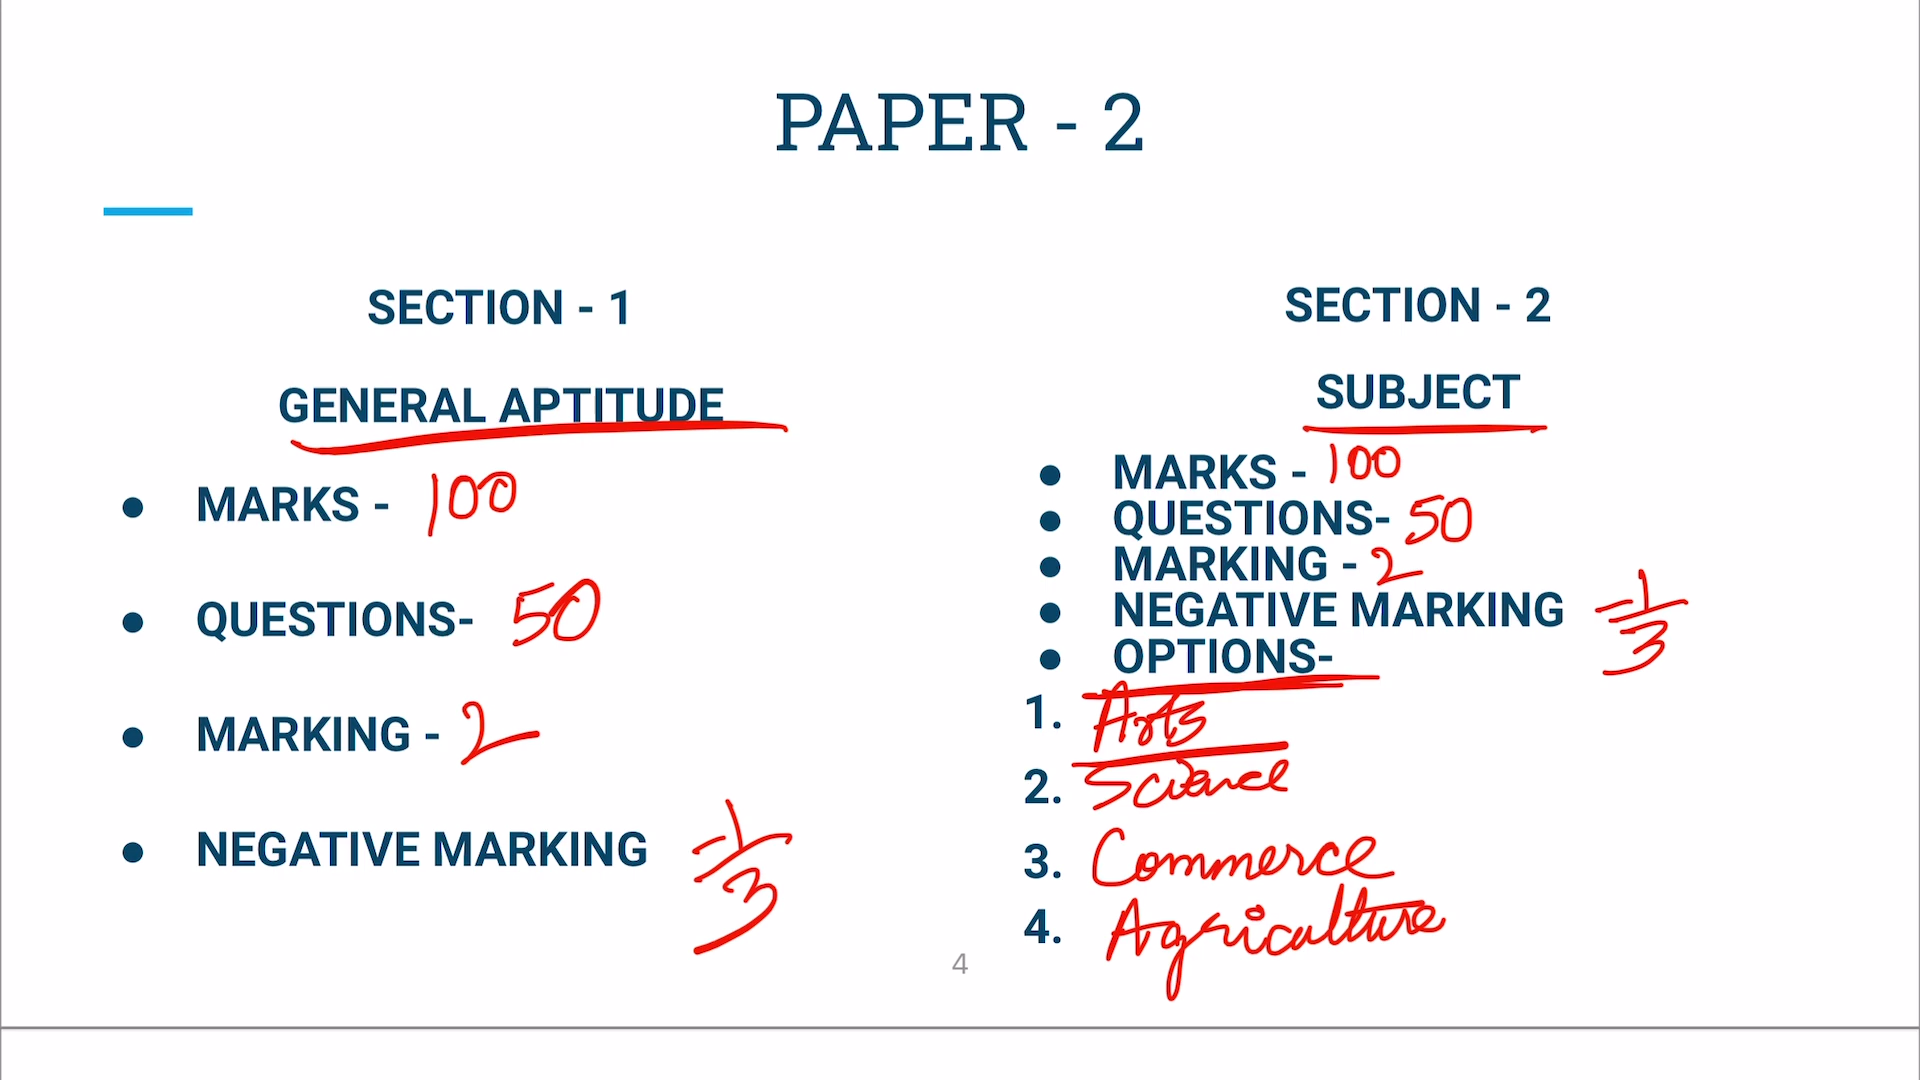 PAPER - 2
SECTION - 1
GENERAL APTITUDE
MARKS - 100
QUESTIONS- 50
MARKING - 2
NEGATIVE MARKING 1/3
SECTION - 2
SUBJECT
MARKS - 100
QUESTIONS- 50
MARKING - 2
NEGATIVE MARKING 1/3
OPTIONS-
1. Arts
2. Science
3. Commerce
4. Agriculture
4